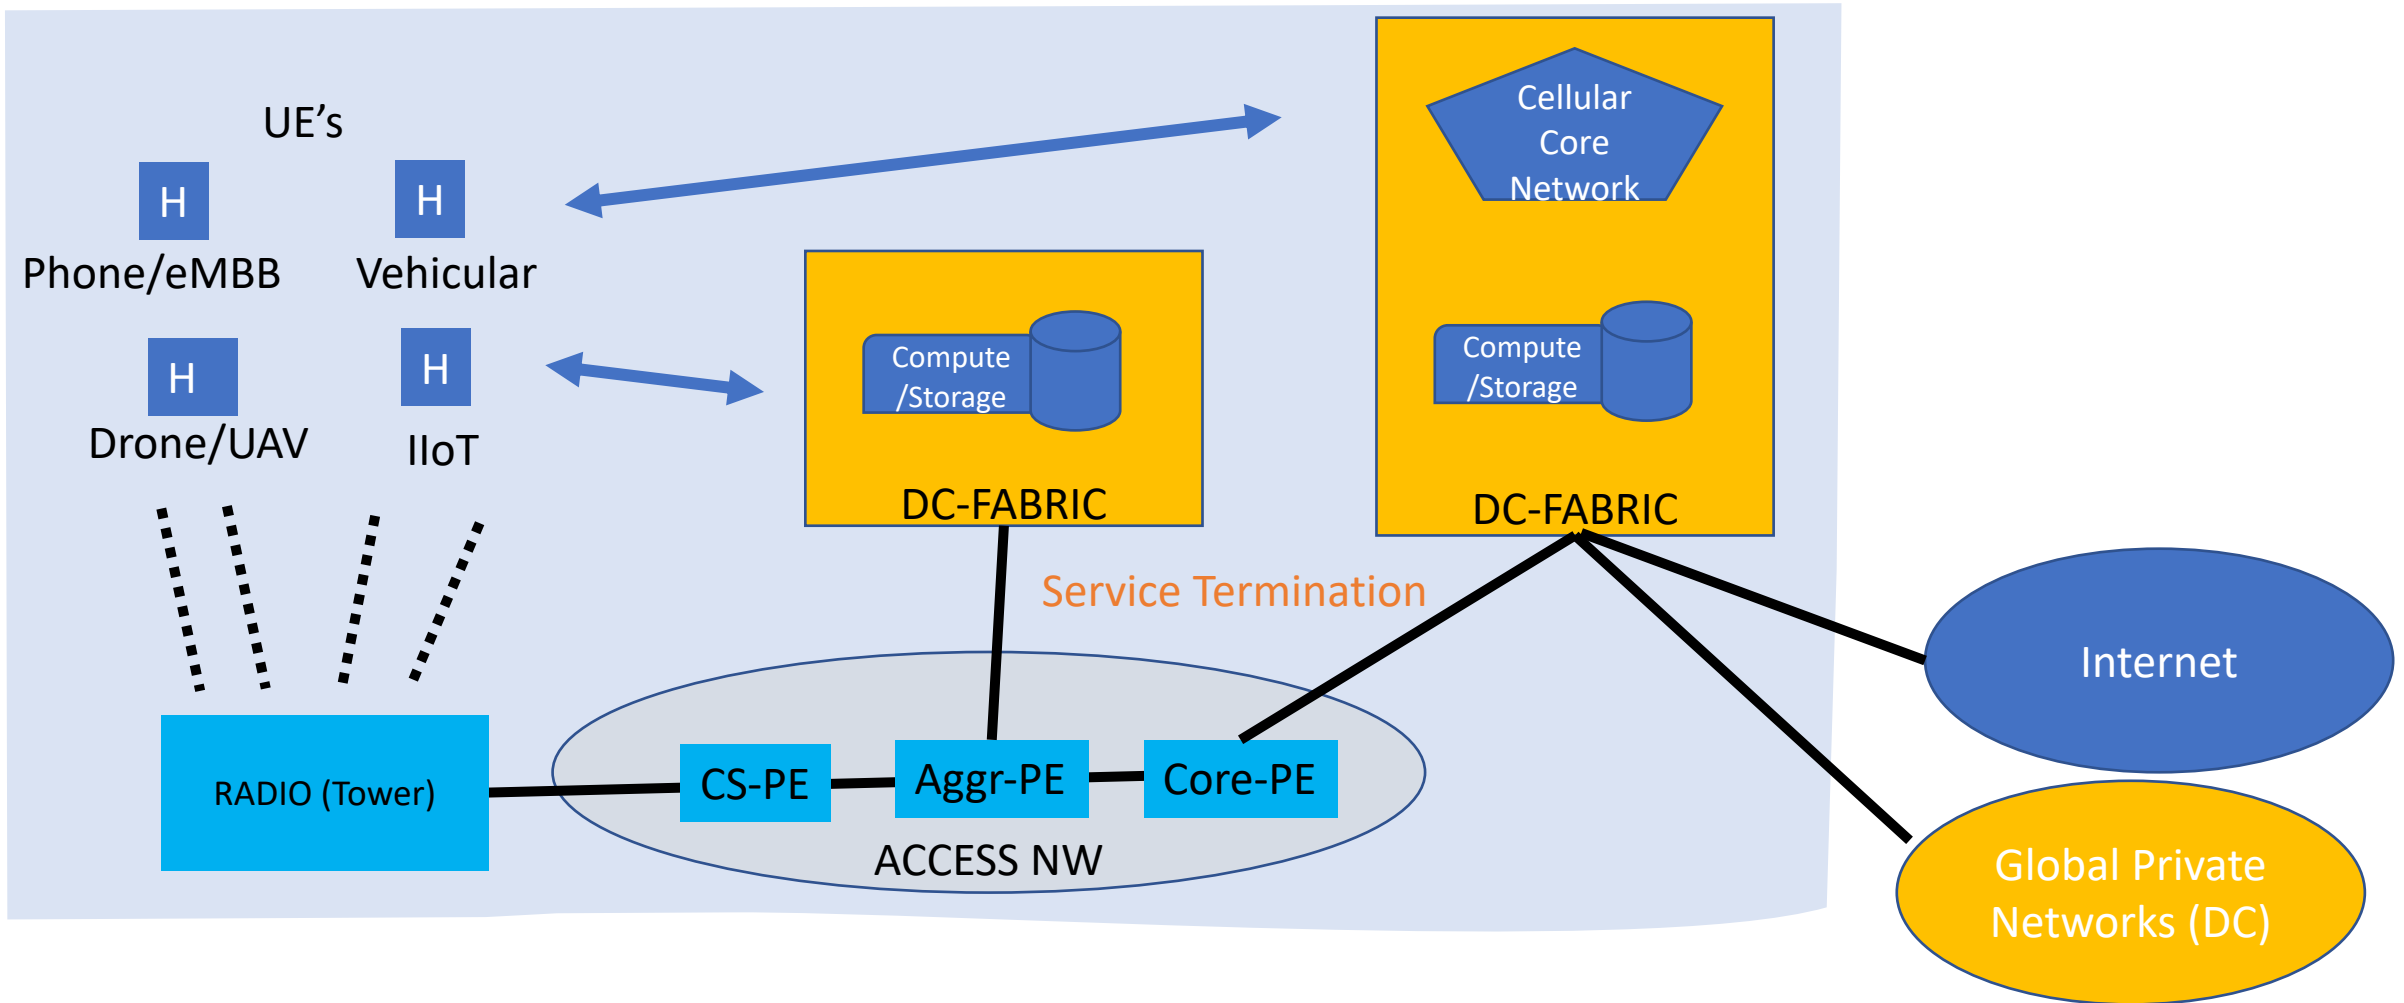 UE’s
H
H
Phone/eMBB
Vehicular
H
H
Drone/UAV
IIoT
Cellular
Core
Network
Compute
/Storage
DC-FABRIC
Compute
/Storage
DC-FABRIC
Service Termination
RADIO (Tower)
CS-PE
Aggr-PE
Core-PE
ACCESS NW
Internet
Global Private
Networks (DC)